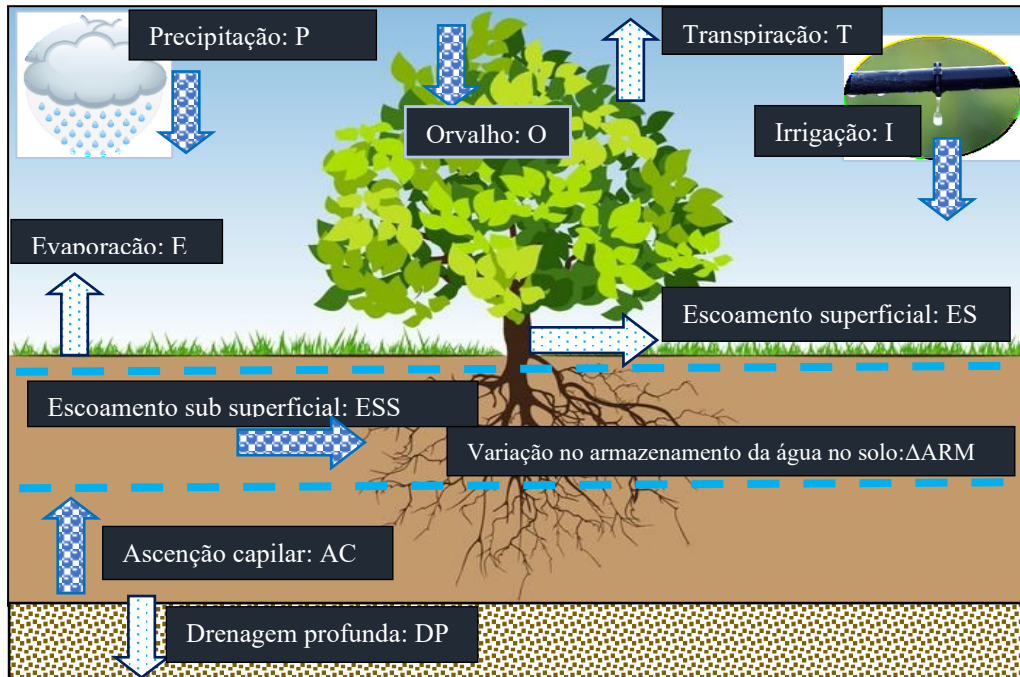 Precipitação: P
Transpiração: T
Orvalho: O
Irrigação: I
Evaporação: E
Escoamento superficial: ES
Escoamento sub superficial: ESS
Variação no armazenamento da água no solo:ΔARM
Ascenção capilar: AC
Drenagem profunda: DP